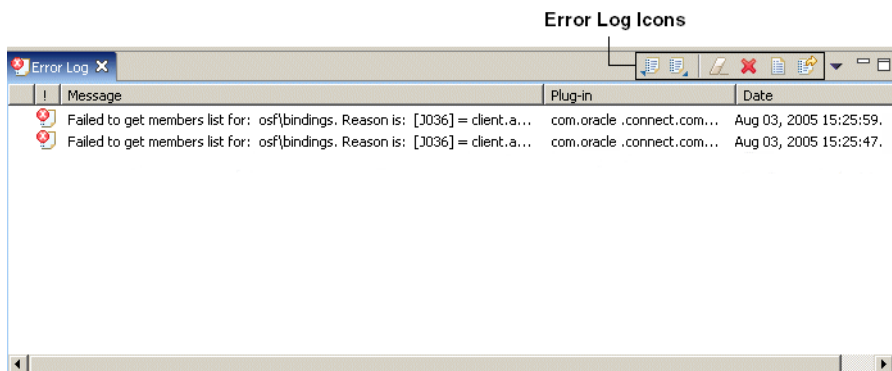 Error Log Icons
Error Log
! Message Plug-in Date
Failed to get members list for: osf\bindings. Reason is: [J036] = client.a... com.oracle .connect.com... Aug 03, 2005 15:25:59.
Failed to get members list for: osf\bindings. Reason is: [J036] = client.a... com.oracle .connect.com... Aug 03, 2005 15:25:47.